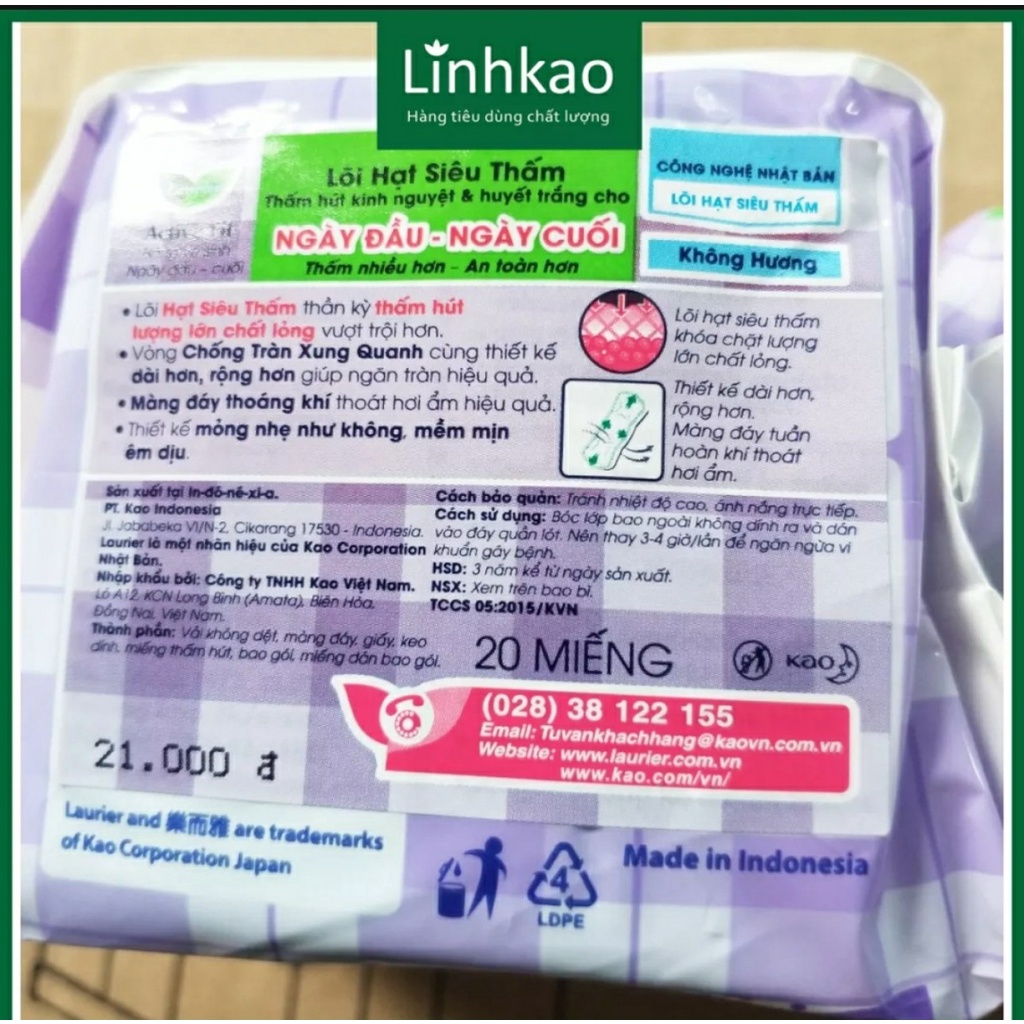 Linhkao
Hàng tiêu dùng chất lượng
Lõi Hạt Siêu Thấm
Thấm hút kinh nguyệt & huyết trắng cho
NGÀY ĐẦU - NGÀY CUỐI
Thấm nhiều hơn - An toàn hơn
CÔNG NGHỆ NHẬT BẢN
LÕI HẠT SIÊU THẤM
Không Hương
Ngày đầu - cuối
• Lõi Hạt Siêu Thấm thần kỳ thấm hút
lượng lớn chất lỏng vượt trội hơn.
• Vòng Chống Tràn Xung Quanh cùng thiết kế
dài hơn, rộng hơn giúp ngăn tràn hiệu quả.
• Màng đáy thoáng khí thoát hơi ẩm hiệu quả.
• Thiết kế mỏng nhẹ như không, mềm mịn
êm dịu.
Lõi hạt siêu thấm
khóa chặt lượng
lớn chất lỏng.
Thiết kế dài hơn,
rộng hơn.
Màng đáy tuần
hoàn khí thoát
hơi ẩm.
Sản xuất tại In-đô-nê-xi-a.
PT. Kao Indonesia
Jl. Jababeka VI/N-2, Cikarang 17530 - Indonesia.
Laurier là một nhãn hiệu của Kao Corporation
Nhật Bản.
Nhập khẩu bởi: Công ty TNHH Kao Việt Nam.
Lô A12, KCN Long Bình (Amata), Biên Hòa,
Đồng Nai, Việt Nam.
Thành phần: Vải không dệt, màng đáy, giấy, keo
dính, miếng thấm hút, bao gói, miếng dán bao gói.
Cách bảo quản: Tránh nhiệt độ cao, ánh nắng trực tiếp.
Cách sử dụng: Bóc lớp bao ngoài không dính ra và dán
vào đáy quần lót. Nên thay 3-4 giờ/lần để ngăn ngừa vi
khuẩn gây bệnh.
HSD: 3 năm kể từ ngày sản xuất.
NSX: Xem trên bao bì.
TCCS 05:2015/KVN
20 MIẾNG
kao
(028) 38 122 155
Email: Tuvankhachhang@kaovn.com.vn
Website: www.laurier.com.vn
www.kao.com/vn/
21.000 đ
Laurier and 樂而雅 are trademarks
of Kao Corporation Japan
4
LDPE
Made in Indonesia